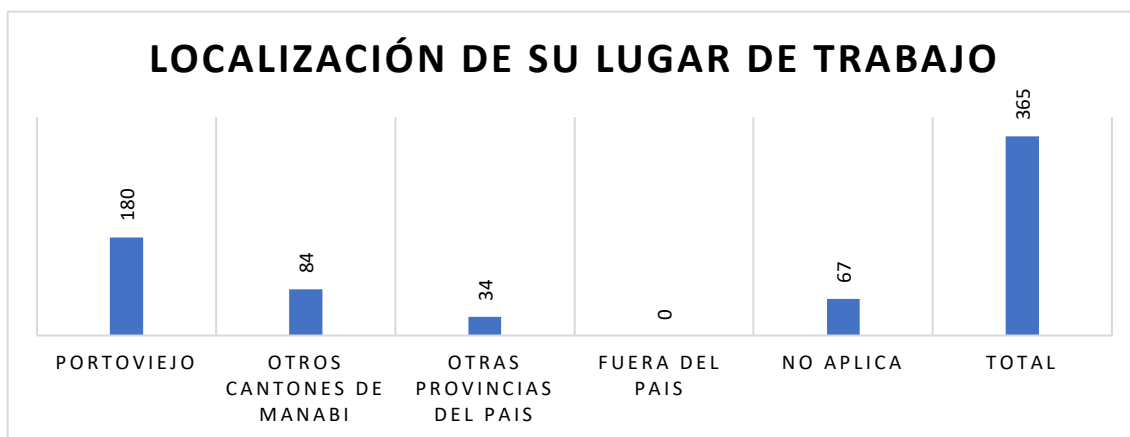 LOCALIZACIÓN DE SU LUGAR DE TRABAJO
180
84
34
0
67
365
PORTOVIEJO
OTROS
CANTONES DE
MANABI
OTRAS
PROVINCIAS
DEL PAIS
FUERA DEL
PAIS
NO APLICA
TOTAL